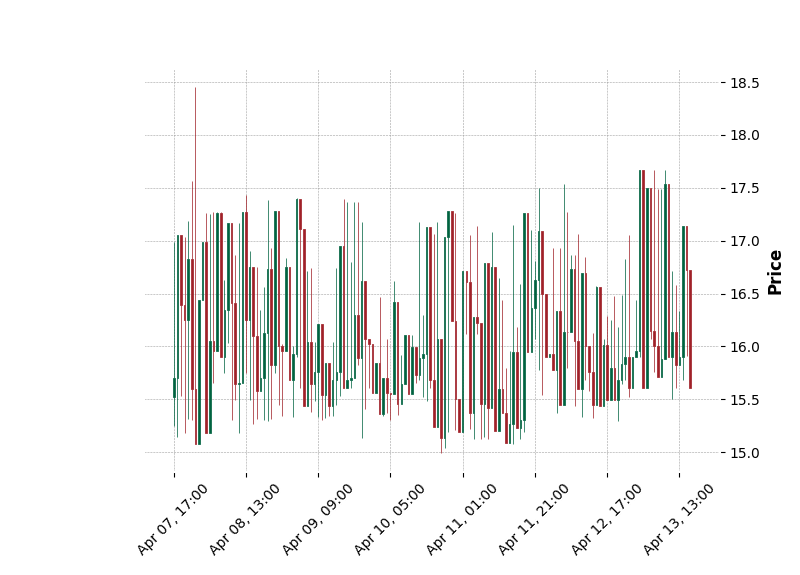 18.5
18.0
17.5
17.0
16.5
16.0
15.5
15.0
Price
Apr 07, 17:00
Apr 08, 13:00
Apr 09, 09:00
Apr 10, 05:00
Apr 11, 01:00
Apr 11, 21:00
Apr 12, 17:00
Apr 13, 13:00